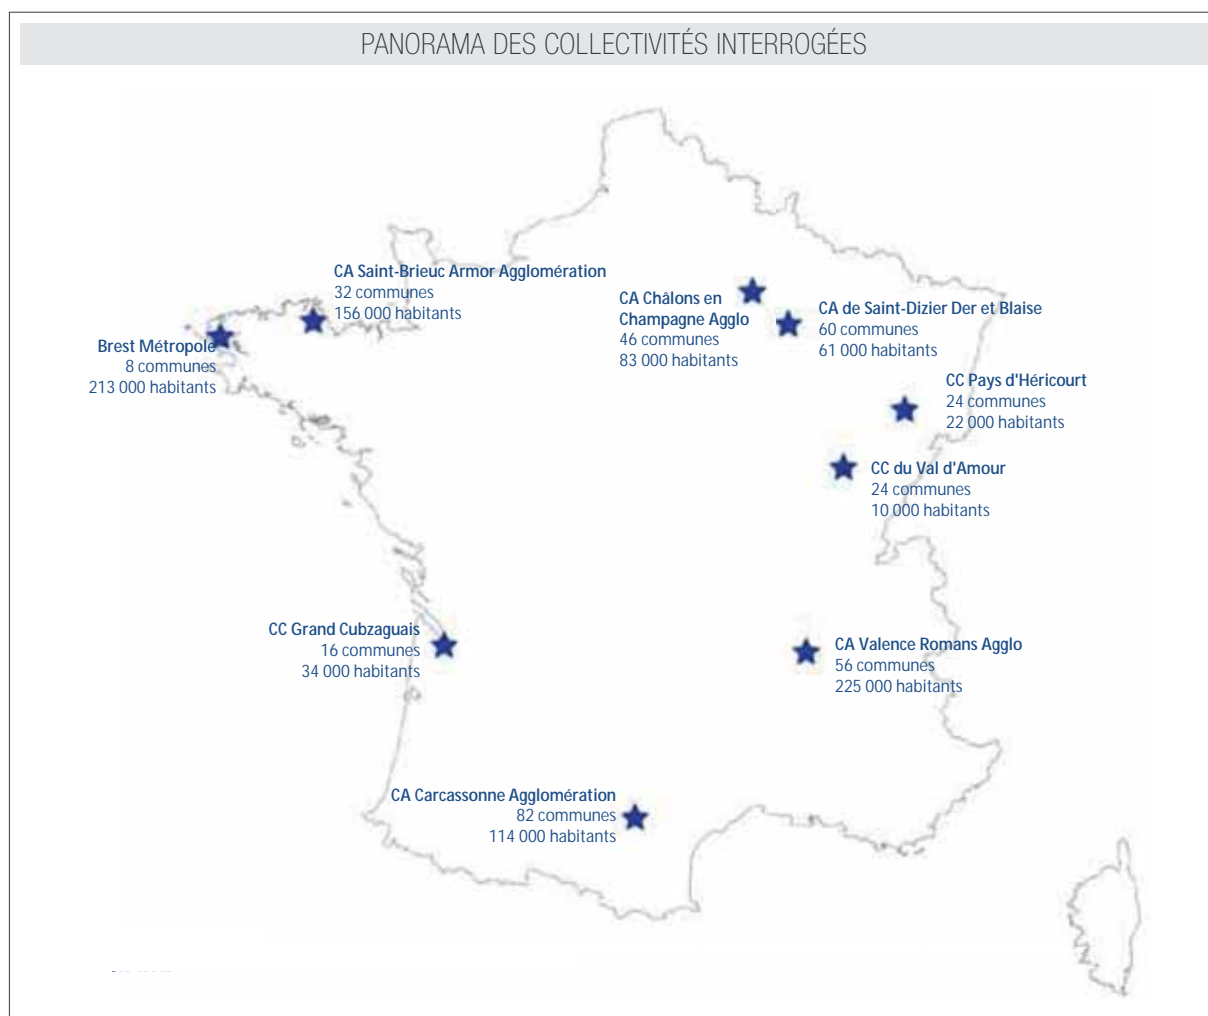 PANORAMA DES COLLECTIVITÉS INTERROGÉES
CA Saint-Brieuc Armor Agglomération
32 communes
156 000 habitants
Brest Métropole
8 communes
213 000 habitants
CA Châlons en
Champagne Agglo
46 communes
83 000 habitants
CA de Saint-Dizier Der et Blaise
60 communes
61 000 habitants
CC Pays d'Héricourt
24 communes
22 000 habitants
CC du Val d'Amour
24 communes
10 000 habitants
CC Grand Cubzaguais
16 communes
34 000 habitants
CA Valence Romans Agglo
56 communes
225 000 habitants
CA Carcassonne Agglomération
82 communes
114 000 habitants